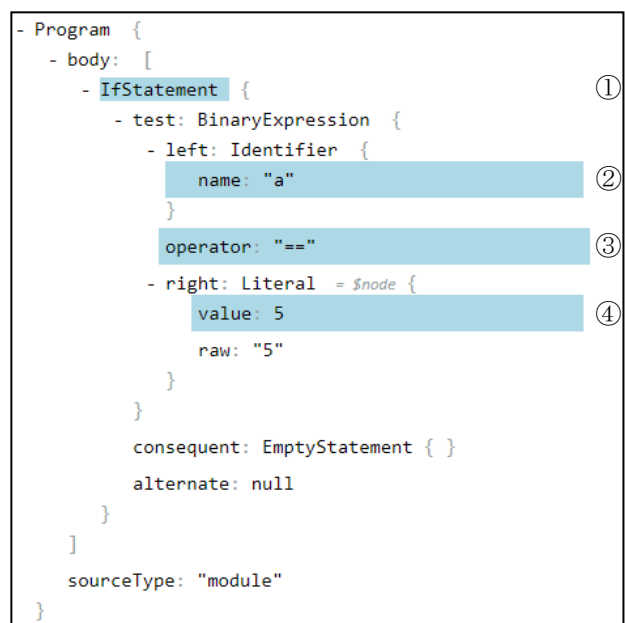 - Program {
- body: [
- IfStatement { ①
- test: BinaryExpression {
- left: Identifier {
name: "a" ②
}
operator: "==" ③
- right: Literal = $node {
value: 5 ④
raw: "5"
}
}
consequent: EmptyStatement { }
alternate: null
}
]
sourceType: "module"
}